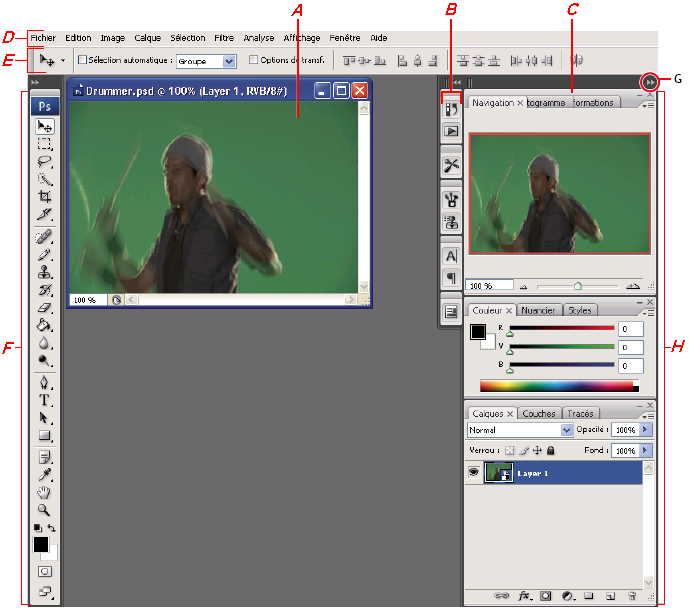 A B C
D Fichier Edition Image Calque Sélection Filtre Analyse Affichage Fenêtre Aide
E Sélection automatique : Groupe Options de transf.
G
Ps
Drummer.psd @ 100% (Layer 1, RVB/8#)
100 %
Navigation togramme formations
100 %
F
H
Couleur Nuancier Styles
R 0
V 0
B 0
Calques Couches Tracés
Normal Opacité : 100%
Verrou : Fond : 100%
Layer 1
A
T
fx